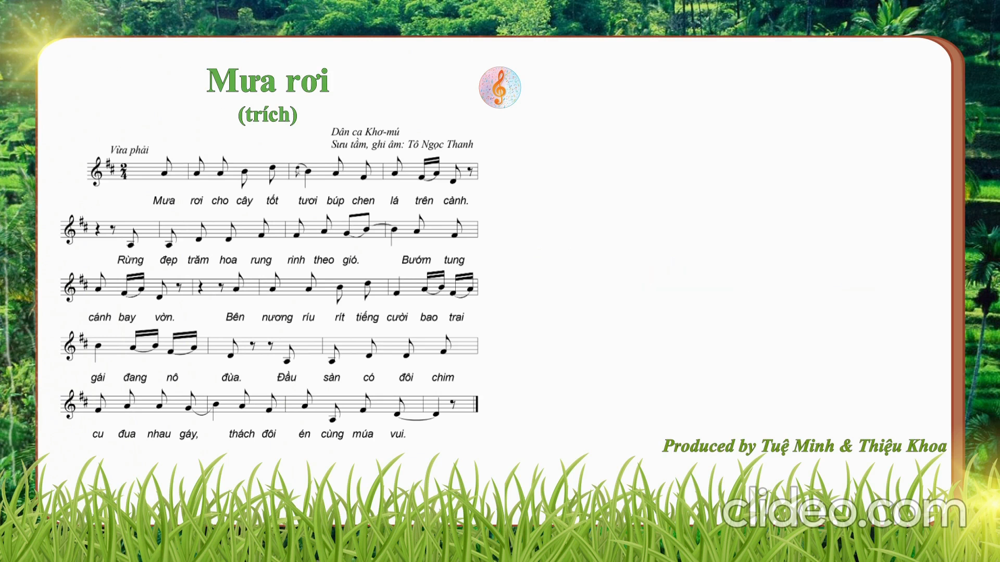 Mưa rơi
(trích)
Dân ca Khơ-mú
Sưu tầm, ghi âm: Tô Ngọc Thanh
Vừa phải
Mưa rơi cho cây tốt tươi búp chen lá trên cành.
Rừng đẹp trăm hoa rung rinh theo gió. Bướm tung
cánh bay vờn. Bên nương ríu rít tiếng cười bao trai
gái đang nô đùa. Đầu sàn có đôi chim
cu đua nhau gáy, thách đôi én cùng múa vui.
Produced by Tuệ Minh & Thiệu Khoa
clideo.com